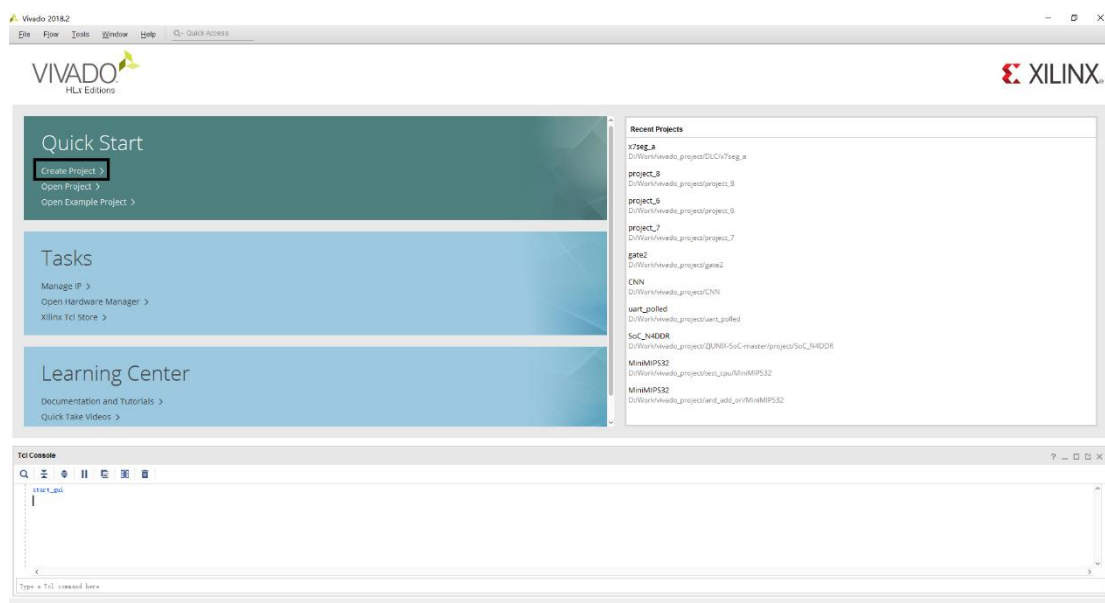 Vivado 2018.2
File Flow Tools Window Help Q- Quick Access
VIVADO
HLx Editions
XILINX
Quick Start
Create Project >
Open Project >
Open Example Project >
Tasks
Manage IP >
Open Hardware Manager >
Xilinx Tcl Store >
Learning Center
Documentation and Tutorials >
Quick Take Videos >
Recent Projects
x7seg_a
D:/Work/vivado_project/DLC/x7seg_a
project_8
D:/Work/vivado_project/project_8
project_6
D:/Work/vivado_project/project_6
project_7
D:/Work/vivado_project/project_7
gate2
D:/Work/vivado_project/gate2
CNN
D:/Work/vivado_project/CNN
uart_polled
D:/Work/vivado_project/uart_polled
SoC_N4DDR
D:/Work/vivado_project/ZJUNIX-SoC-master/project/SoC_N4DDR
MiniMIPS32
D:/Work/vivado_project/test_cpu/MiniMIPS32
MiniMIPS32
D:/Work/vivado_project/and_add_ori/MiniMIPS32
Tcl Console
start_gui
Type a Tcl command here